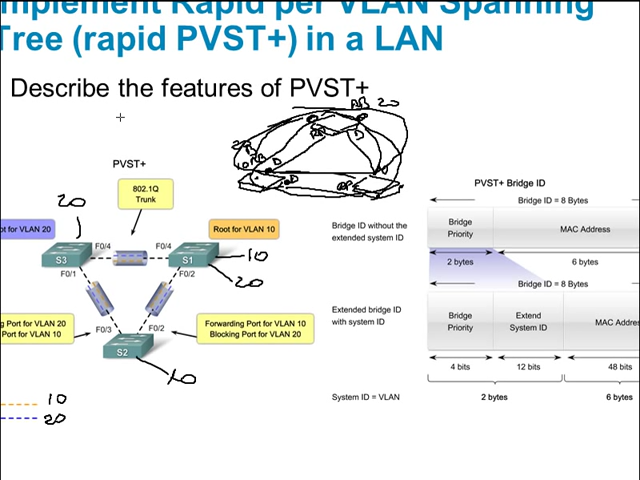 Implement Rapid per VLAN Spanning
Tree (rapid PVST+) in a LAN
Describe the features of PVST+
RB 20
PVST+
802.1Q
Trunk
20
for VLAN 20
Root for VLAN 10
F0/4
F0/4
S3
S1
10
20
F0/1
F0/2
Port for VLAN 20
Port for VLAN 10
F0/3
F0/2
Forwarding Port for VLAN 10
Blocking Port for VLAN 20
S2
10
10
20
PVST+ Bridge ID
Bridge ID = 8 Bytes
Bridge ID without the
extended system ID
Bridge
Priority
MAC Address
2 bytes
6 bytes
Bridge ID = 8 Bytes
Extended bridge ID
with system ID
Bridge
Priority
Extend
System ID
MAC Addres
4 bits
12 bits
48 bits
System ID = VLAN
2 bytes
6 bytes